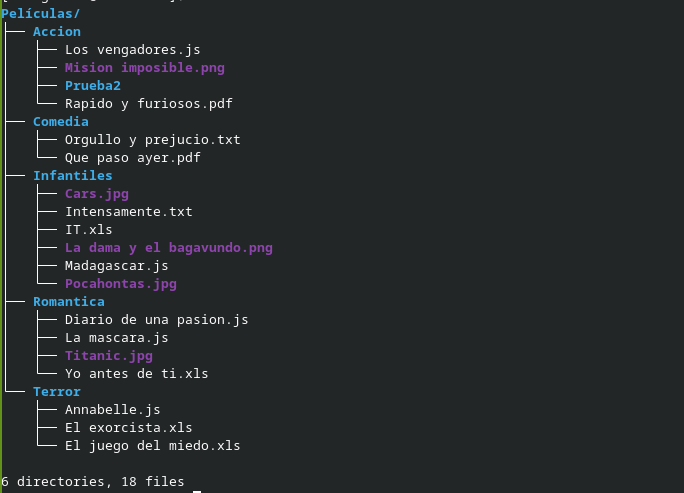 Películas/
├── Accion
│   ├── Los vengadores.js
│   ├── Mision imposible.png
│   ├── Prueba2
│   └── Rapido y furiosos.pdf
├── Comedia
│   ├── Orgullo y prejucio.txt
│   └── Que paso ayer.pdf
├── Infantiles
│   ├── Cars.jpg
│   ├── Intensamente.txt
│   ├── IT.xls
│   ├── La dama y el bagavundo.png
│   ├── Madagascar.js
│   └── Pocahontas.jpg
├── Romantica
│   ├── Diario de una pasion.js
│   ├── La mascara.js
│   ├── Titanic.jpg
│   └── Yo antes de ti.xls
└── Terror
    ├── Annabelle.js
    ├── El exorcista.xls
    └── El juego del miedo.xls
6 directories, 18 files